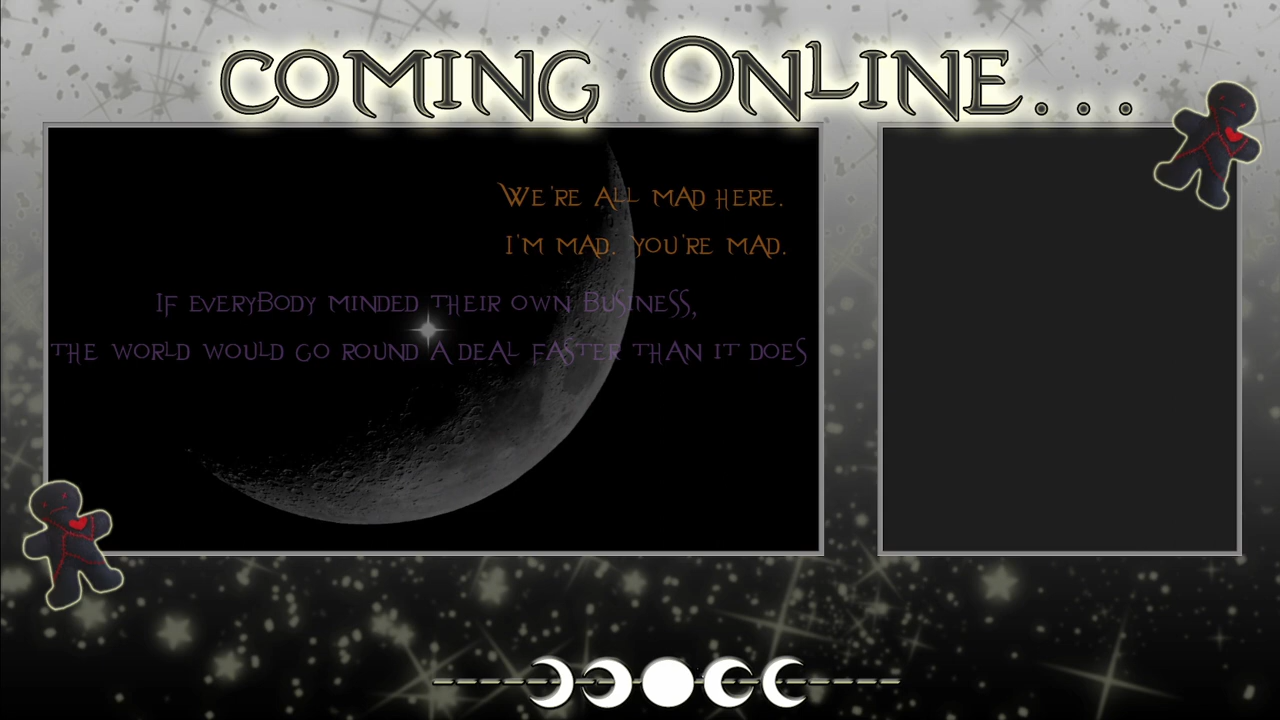 Coming Online...
We're all mad here.
I'm mad. You're mad.
If everybody minded their own business,
the world would go round a deal faster than it does